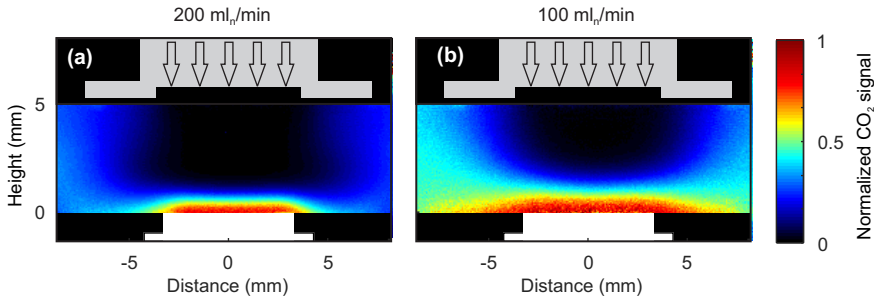 200 mlₙ/min
100 mlₙ/min
(a)
(b)
Height (mm)
5
0
-5
0
5
Distance (mm)
-5
0
5
Distance (mm)
1
0.5
0
Normalized CO₂ signal